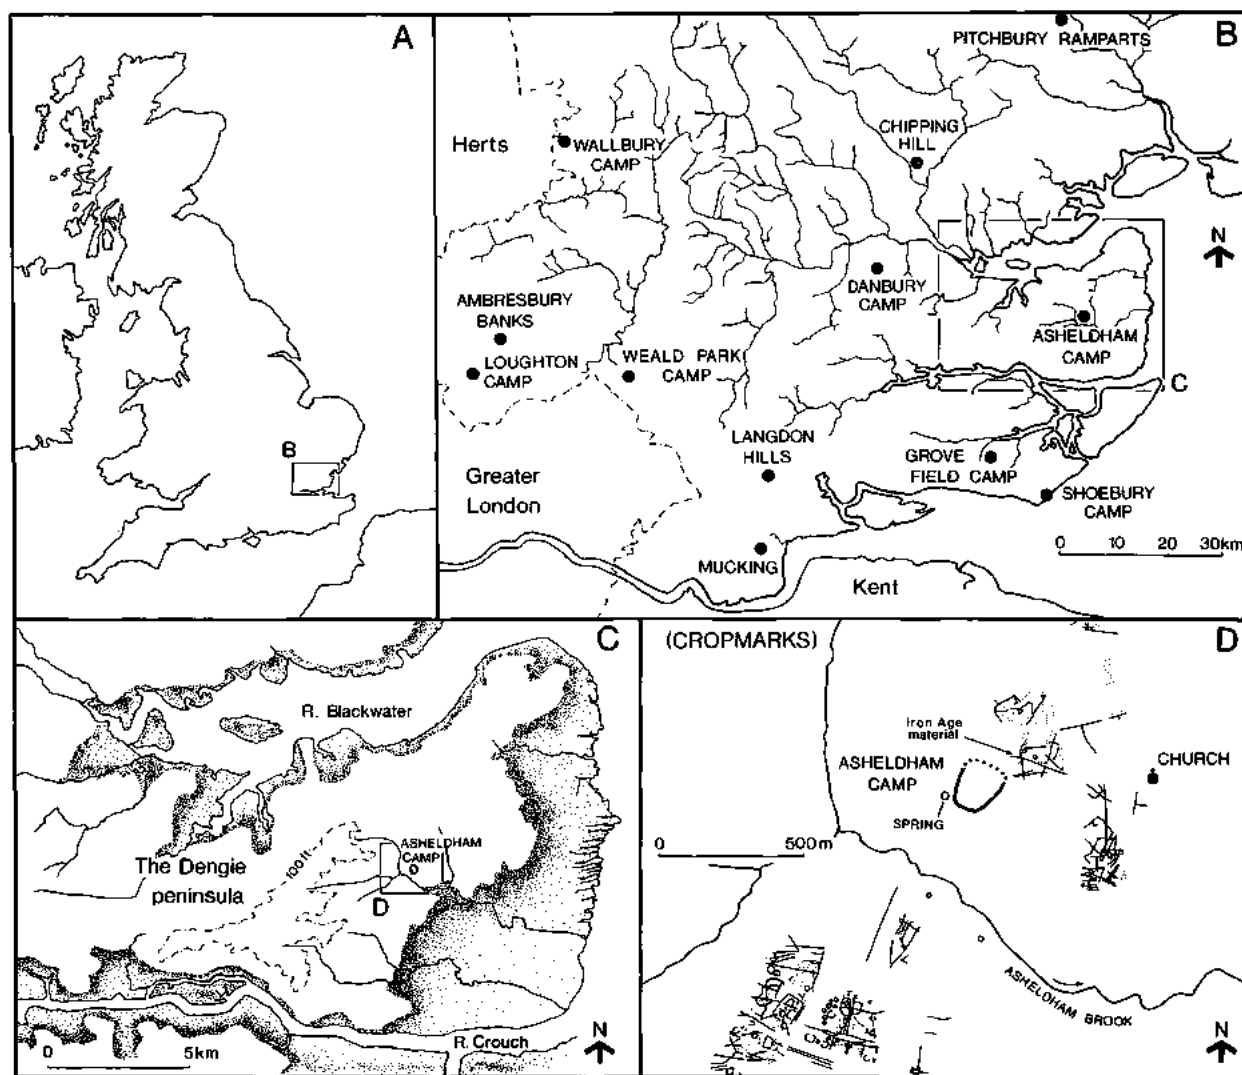 A
B
B
PITCHBURY RAMPARTS
CHIPPING
HILL
Herts
WALLBURY
CAMP
N
DANBURY
CAMP
AMBRESBURY
BANKS
ASHELDHAM
CAMP
LOUGHTON
CAMP
WEALD PARK
CAMP
C
LANGDON
HILLS
GROVE
FIELD CAMP
Greater
London
SHOEBURY
CAMP
0 10 20 30km
MUCKING
Kent
C
R. Blackwater
100ft
ASHELDHAM
CAMP
The Dengie
peninsula
D
R. Crouch
N
0 5km
(CROPMARKS)
D
Iron Age
material
ASHELDHAM
CAMP
CHURCH
SPRING
0 500m
ASHELDHAM BROOK
N